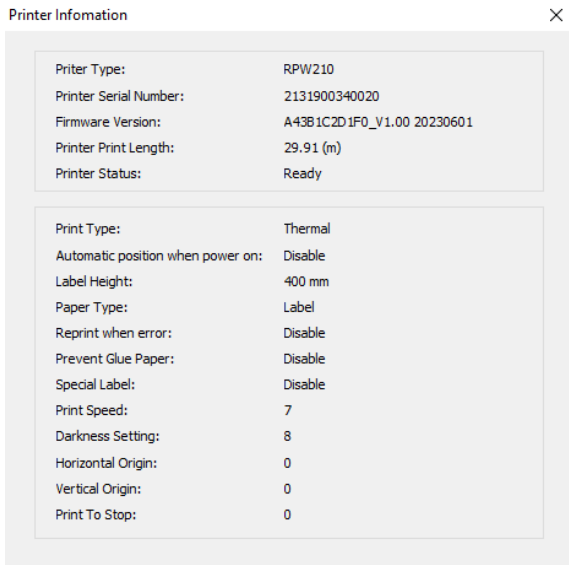 Printer Infomation
Priter Type: RPW210
Printer Serial Number: 2131900340020
Firmware Version: A43B1C2D1F0_V1.00 20230601
Printer Print Length: 29.91 (m)
Printer Status: Ready
Print Type: Thermal
Automatic position when power on: Disable
Label Height: 400 mm
Paper Type: Label
Reprint when error: Disable
Prevent Glue Paper: Disable
Special Label: Disable
Print Speed: 7
Darkness Setting: 8
Horizontal Origin: 0
Vertical Origin: 0
Print To Stop: 0